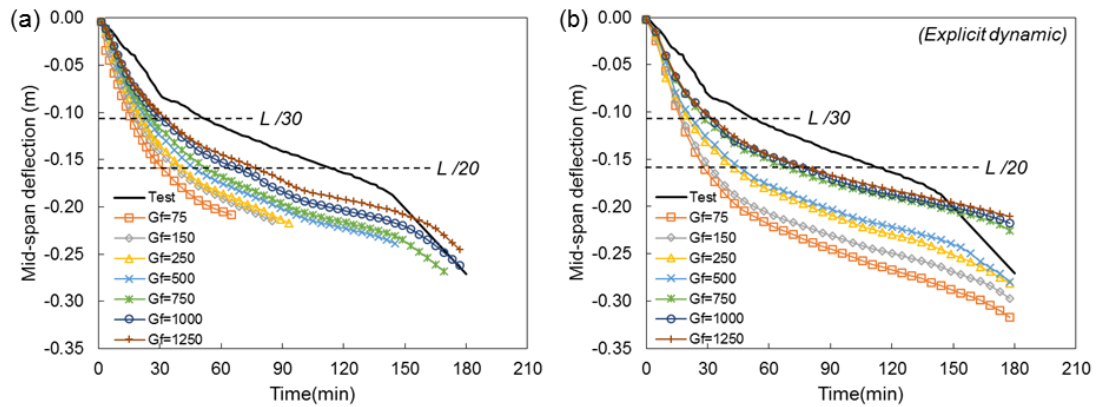 (a)
0.00
-0.05
-0.10
-0.15
-0.20
-0.25
-0.30
-0.35
Mid-span deflection (m)
L /30
L /20
Test
Gf=75
Gf=150
Gf=250
Gf=500
Gf=750
Gf=1000
Gf=1250
0 30 60 90 120 150 180 210
Time(min)
(b)
(Explicit dynamic)
0.00
-0.05
-0.10
-0.15
-0.20
-0.25
-0.30
-0.35
Mid-span deflection (m)
L /30
L /20
Test
Gf=75
Gf=150
Gf=250
Gf=500
Gf=750
Gf=1000
Gf=1250
0 30 60 90 120 150 180 210
Time(min)